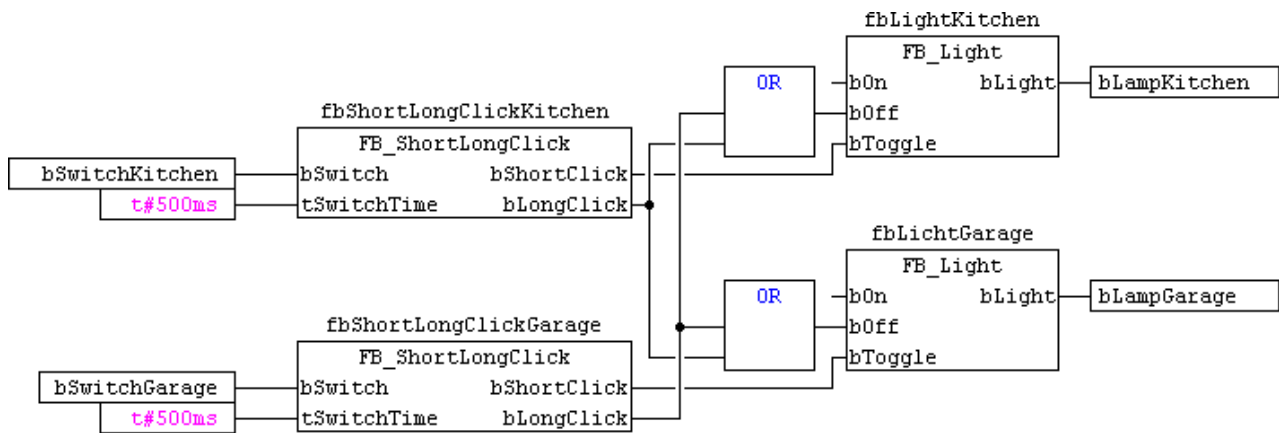 fbLightKitchen
FB_Light
OR
bOn bLight bLampKitchen
fbShortLongClickKitchen
bOff
FB_ShortLongClick
bToggle
bSwitchKitchen bSwitch bShortClick
t#500ms tSwitchTime bLongClick
fbLichtGarage
FB_Light
OR
bOn bLight bLampGarage
fbShortLongClickGarage
bOff
FB_ShortLongClick
bToggle
bSwitchGarage bSwitch bShortClick
t#500ms tSwitchTime bLongClick